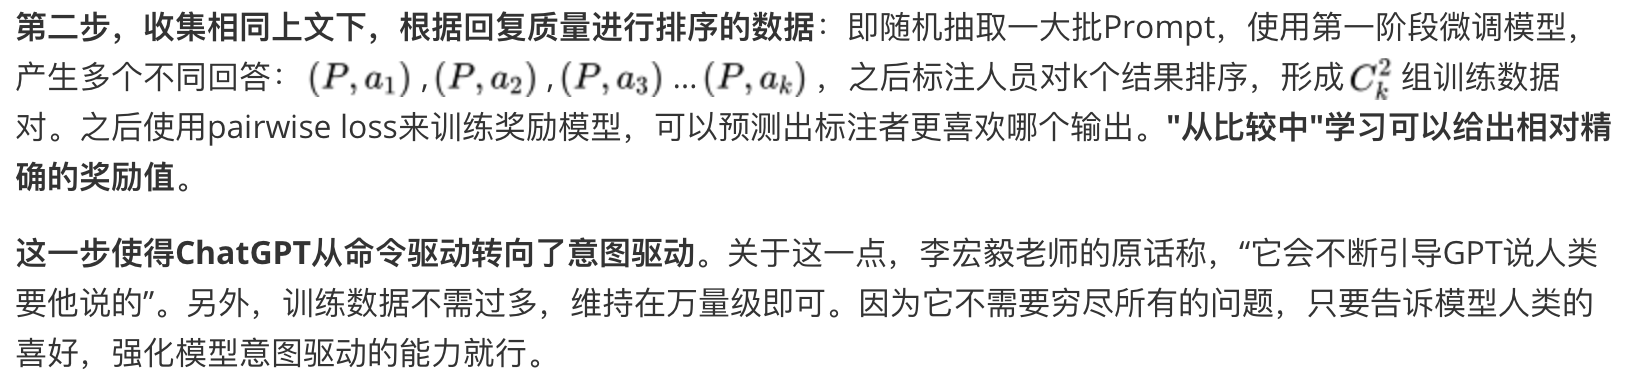 第二步，收集相同上文下，根据回复质量进行排序的数据：即随机抽取一大批Prompt，使用第一阶段微调模型，
产生多个不同回答： (P, a₁) , (P, a₂) , (P, a₃) ... (P, aₖ) ，之后标注人员对k个结果排序，形成 C_k^2 组训练数据
对。之后使用pairwise loss来训练奖励模型，可以预测出标注者更喜欢哪个输出。"从比较中"学习可以给出相对精
确的奖励值。
这一步使得ChatGPT从命令驱动转向了意图驱动。关于这一点，李宏毅老师的原话称，“它会不断引导GPT说人类
要他说的”。另外，训练数据不需过多，维持在万量级即可。因为它不需要穷尽所有的问题，只要告诉模型人类的
喜好，强化模型意图驱动的能力就行。